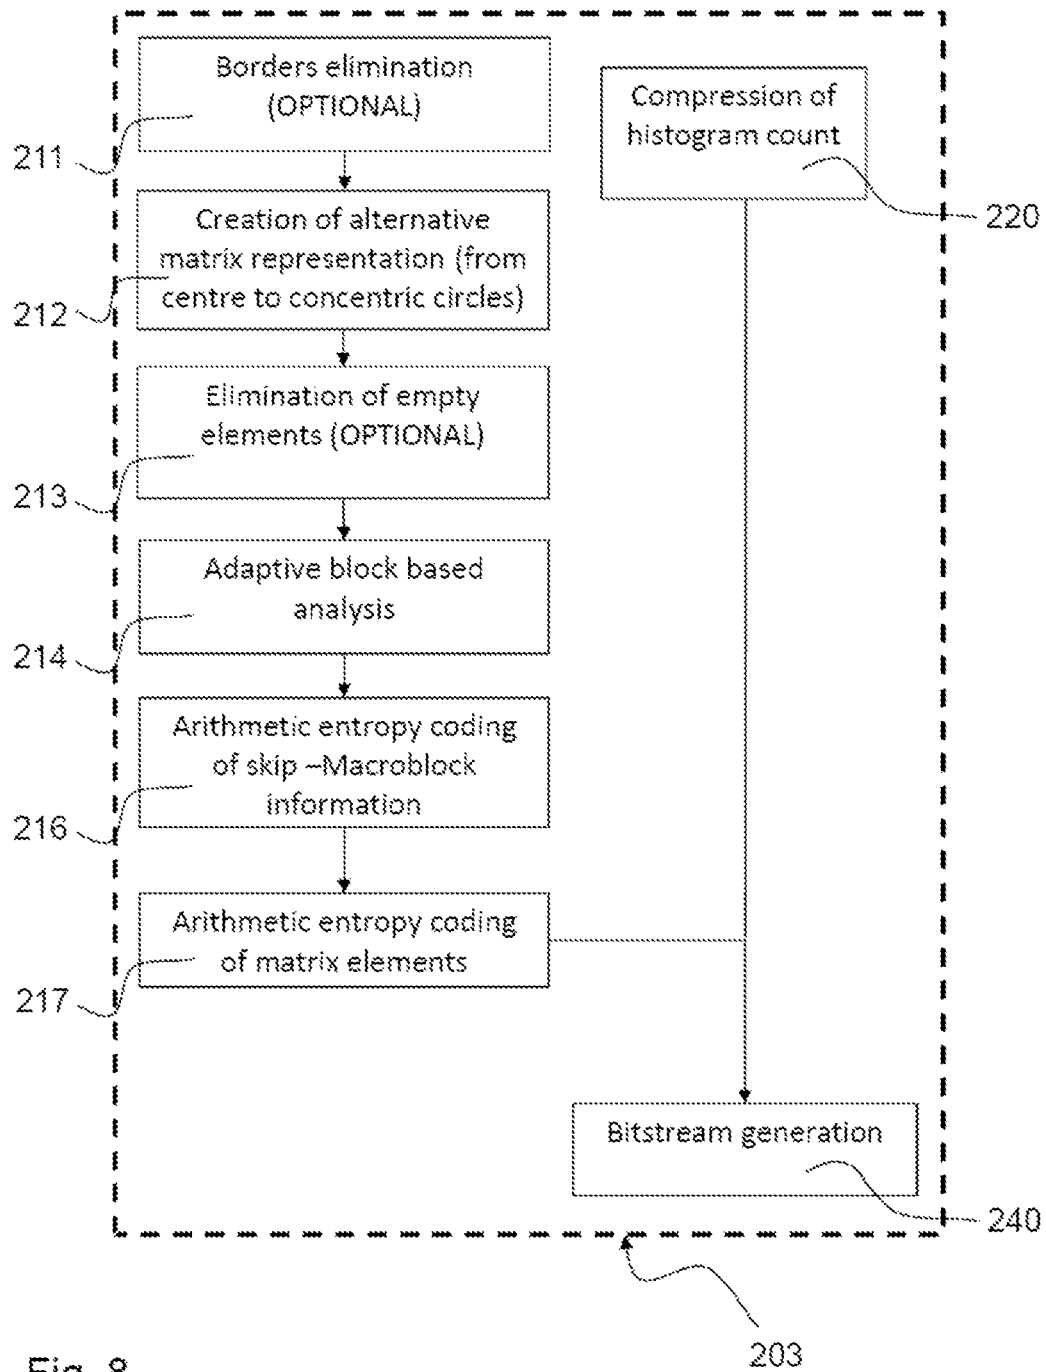 Borders elimination
(OPTIONAL)
211
Compression of
histogram count
220
Creation of alternative
matrix representation (from
centre to concentric circles)
212
Elimination of empty
elements (OPTIONAL)
213
Adaptive block based
analysis
214
Arithmetic entropy coding
of skip –Macroblock
information
216
Arithmetic entropy coding
of matrix elements
217
Bitstream generation
240
203
Fig. 8